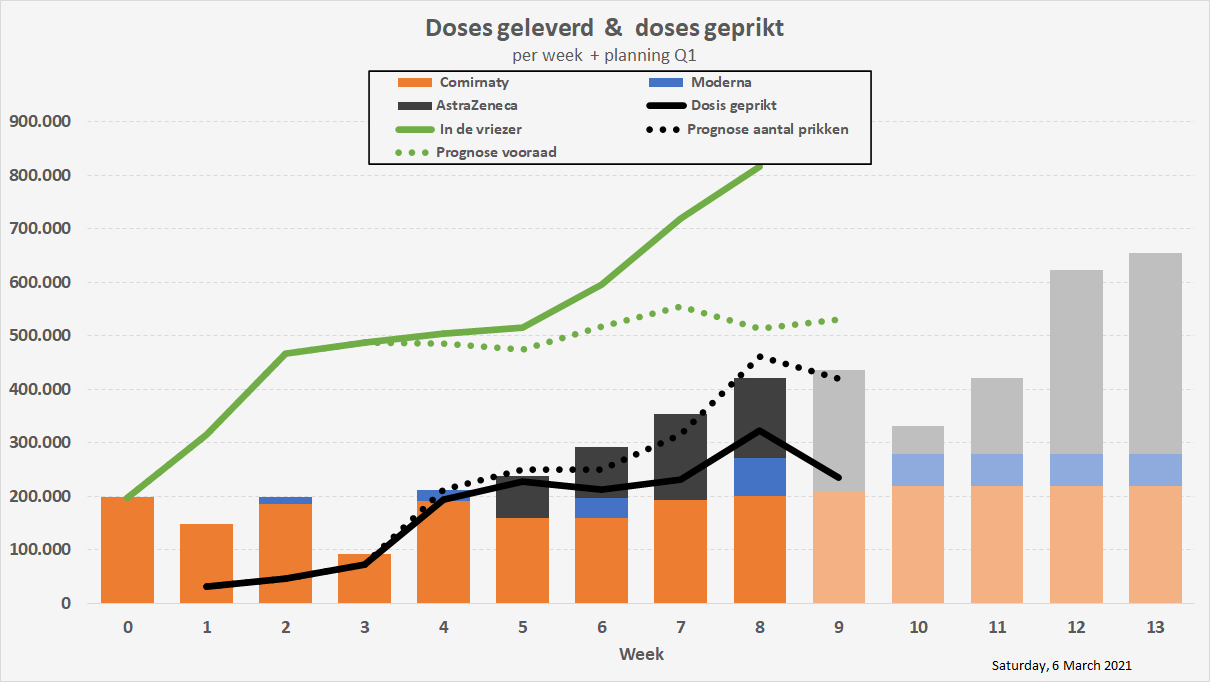 Doses geleverd & doses geprikt
per week + planning Q1
Comirnaty Moderna
AstraZeneca Dosis geprikt
In de vriezer Prognose aantal prikken
Prognose vooraad
900.000
800.000
700.000
600.000
500.000
400.000
300.000
200.000
100.000
0
0 1 2 3 4 5 6 7 8 9 10 11 12 13
Week
Saturday, 6 March 2021